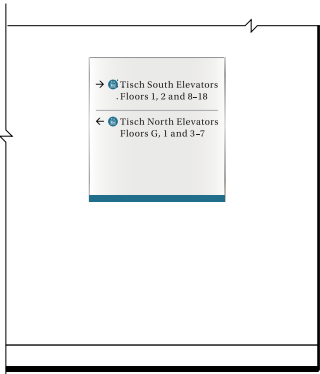 → Tisch South Elevators
Floors 1, 2 and 8–18
← Tisch North Elevators
Floors G, 1 and 3–7